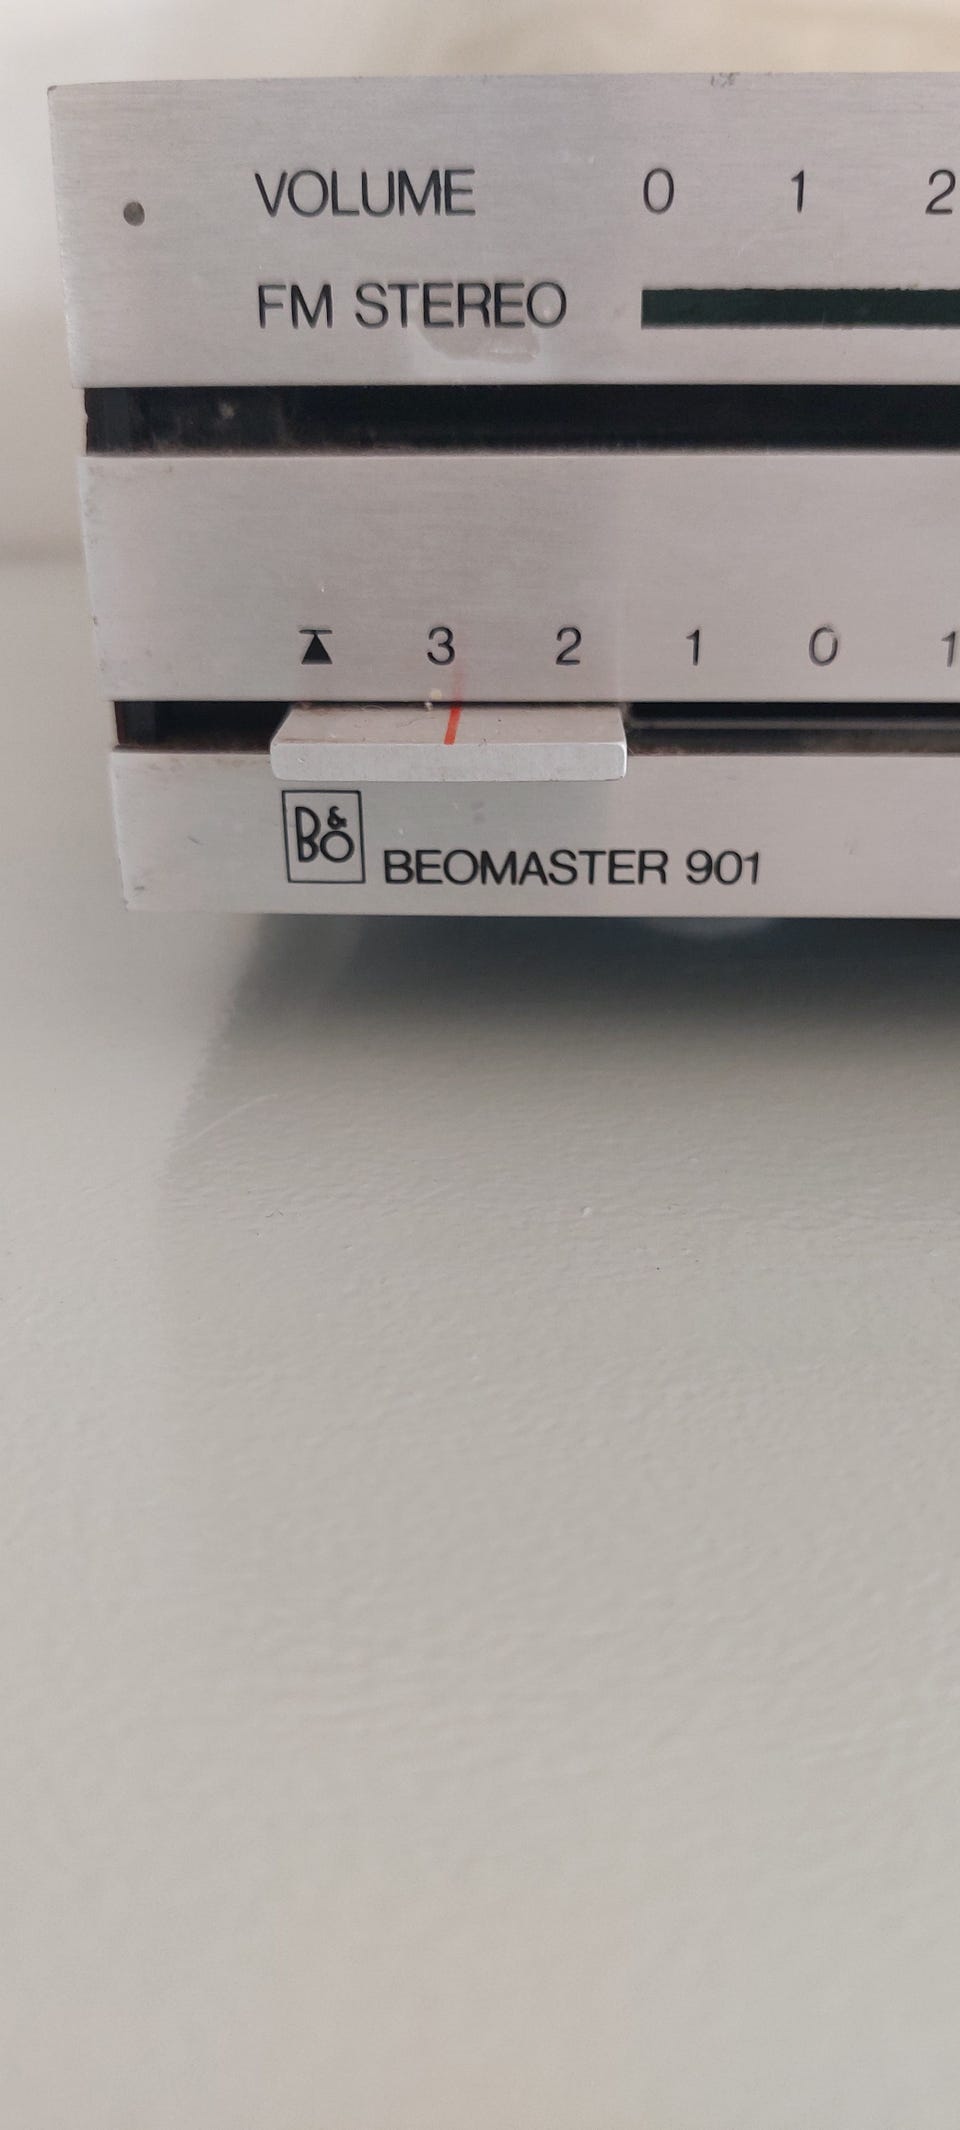 VOLUME 0 1 2
FM STEREO
3 2 1 0 1
B&O BEOMASTER 901